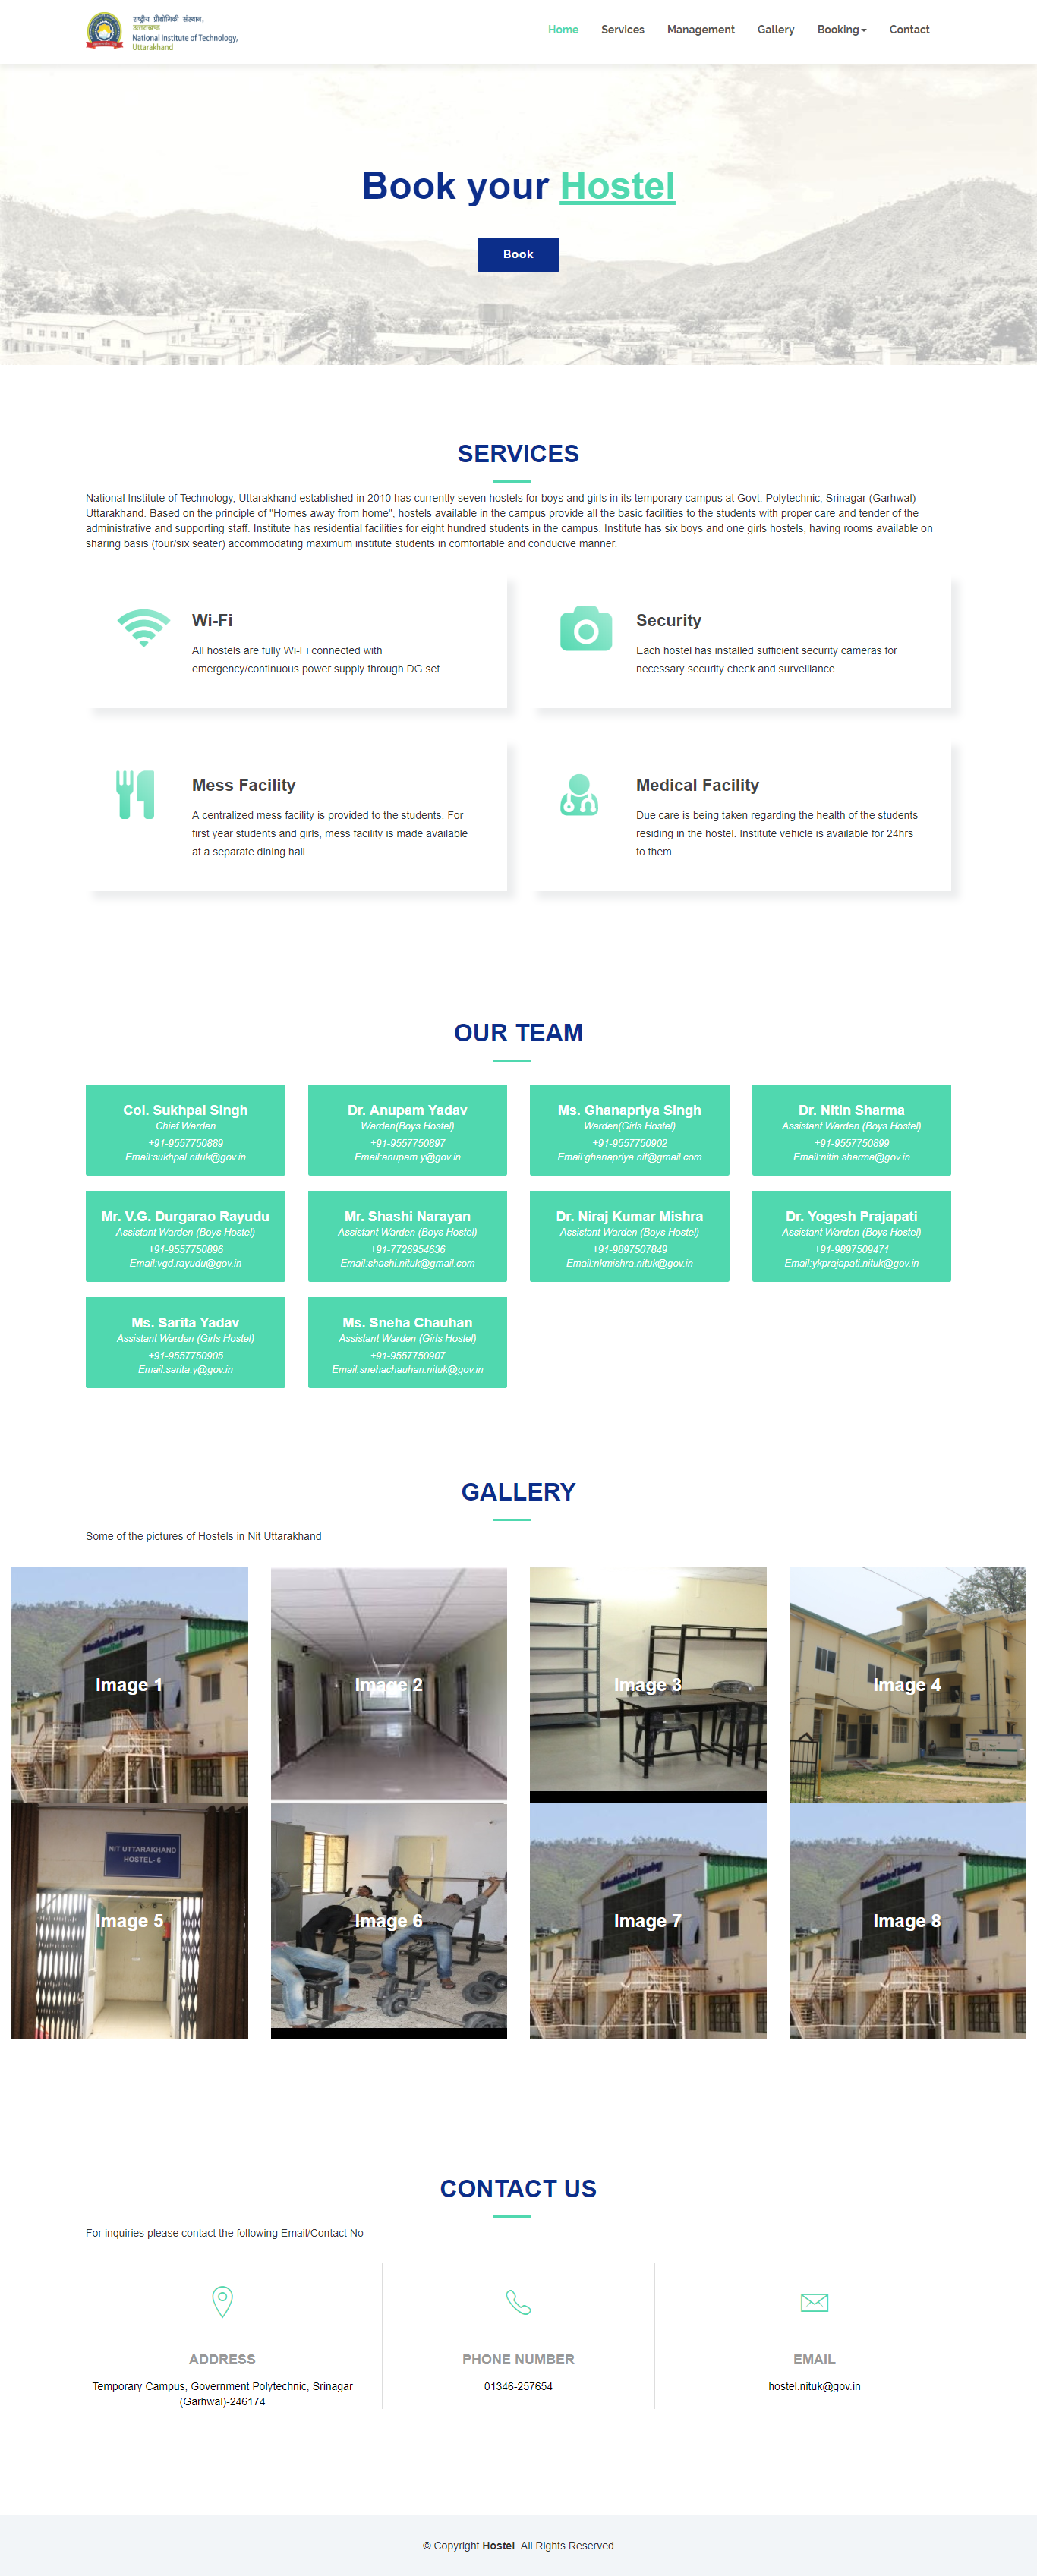 राष्ट्रीय प्रौद्योगिकी संस्थान,
उत्तराखण्ड
National Institute of Technology,
Uttarakhand
Home Services Management Gallery Booking Contact
Book your Hostel
Book
SERVICES
National Institute of Technology, Uttarakhand established in 2010 has currently seven hostels for boys and girls in its temporary campus at Govt. Polytechnic, Srinagar (Garhwal)
Uttarakhand. Based on the principle of "Homes away from home", hostels available in the campus provide all the basic facilities to the students with proper care and tender of the
administrative and supporting staff. Institute has residential facilities for eight hundred students in the campus. Institute has six boys and one girls hostels, having rooms available on
sharing basis (four/six seater) accommodating maximum institute students in comfortable and conducive manner.
Wi-Fi
All hostels are fully Wi-Fi connected with
emergency/continuous power supply through DG set
Security
Each hostel has installed sufficient security cameras for
necessary security check and surveillance.
Mess Facility
A centralized mess facility is provided to the students. For
first year students and girls, mess facility is made available
at a separate dining hall
Medical Facility
Due care is being taken regarding the health of the students
residing in the hostel. Institute vehicle is available for 24hrs
to them.
OUR TEAM
Col. Sukhpal Singh
Chief Warden
+91-9557750889
Email:sukhpal.nituk@gov.in
Dr. Anupam Yadav
Warden(Boys Hostel)
+91-9557750897
Email:anupam.y@gov.in
Ms. Ghanapriya Singh
Warden(Girls Hostel)
+91-9557750902
Email:ghanapriya.nit@gmail.com
Dr. Nitin Sharma
Assistant Warden (Boys Hostel)
+91-9557750899
Email:nitin.sharma@gov.in
Mr. V.G. Durgarao Rayudu
Assistant Warden (Boys Hostel)
+91-9557750896
Email:vgd.rayudu@gov.in
Mr. Shashi Narayan
Assistant Warden (Boys Hostel)
+91-7726954636
Email:shashi.nituk@gmail.com
Dr. Niraj Kumar Mishra
Assistant Warden (Boys Hostel)
+91-9897507849
Email:nkmishra.nituk@gov.in
Dr. Yogesh Prajapati
Assistant Warden (Boys Hostel)
+91-9897509471
Email:ykprajapati.nituk@gov.in
Ms. Sarita Yadav
Assistant Warden (Girls Hostel)
+91-9557750905
Email:sarita.y@gov.in
Ms. Sneha Chauhan
Assistant Warden (Girls Hostel)
+91-9557750907
Email:snehachauhan.nituk@gov.in
GALLERY
Some of the pictures of Hostels in Nit Uttarakhand
Image 1
Image 2
Image 3
Image 4
NIT UTTARAKHAND
HOSTEL- 6
Image 5
Image 6
Image 7
Image 8
CONTACT US
For inquiries please contact the following Email/Contact No
ADDRESS
Temporary Campus, Government Polytechnic, Srinagar
(Garhwal)-246174
PHONE NUMBER
01346-257654
EMAIL
hostel.nituk@gov.in
© Copyright Hostel. All Rights Reserved